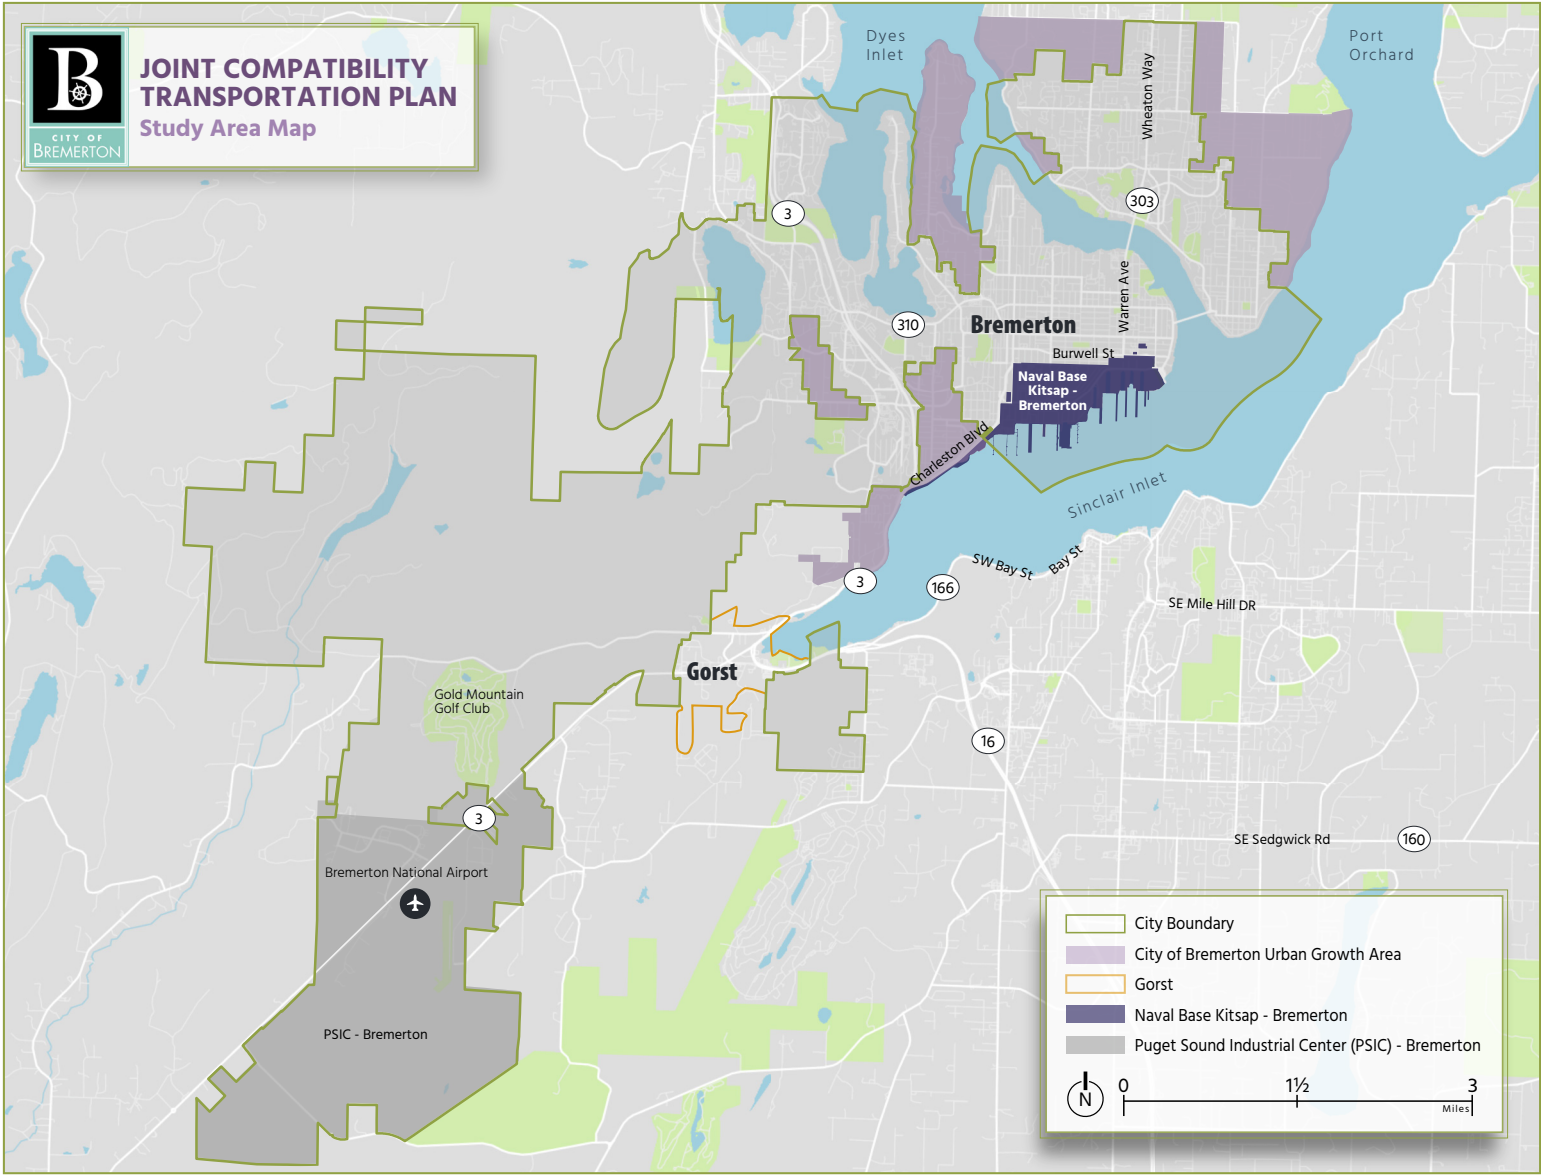 B
CITY OF
BREMERTON
JOINT COMPATIBILITY
TRANSPORTATION PLAN
Study Area Map
Dyes
Inlet
Port
Orchard
Wheaton Way
3
303
Warren Ave
310
Bremerton
Burwell St
Naval Base
Kitsap -
Bremerton
Charleston Blvd
Sinclair Inlet
SW Bay St
Bay St
3
166
SE Mile Hill DR
Gorst
Gold Mountain
Golf Club
16
3
SE Sedgwick Rd
160
Bremerton National Airport
PSIC - Bremerton
City Boundary
City of Bremerton Urban Growth Area
Gorst
Naval Base Kitsap - Bremerton
Puget Sound Industrial Center (PSIC) - Bremerton
N
0 1½ 3
Miles